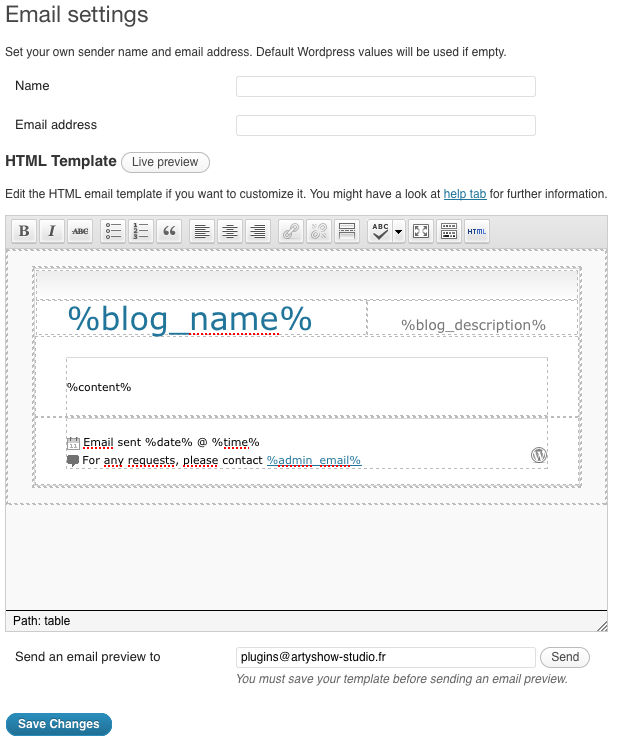 Email settings
Set your own sender name and email address. Default Wordpress values will be used if empty.
Name
Email address
HTML Template Live preview
Edit the HTML email template if you want to customize it. You might have a look at help tab for further information.
B I ABC ABC HTML
%blog_name% %blog_description%
%content%
Email sent %date% @ %time%
For any requests, please contact %admin_email%
Path: table
Send an email preview to plugins@artyshow-studio.fr Send
You must save your template before sending an email preview.
Save Changes